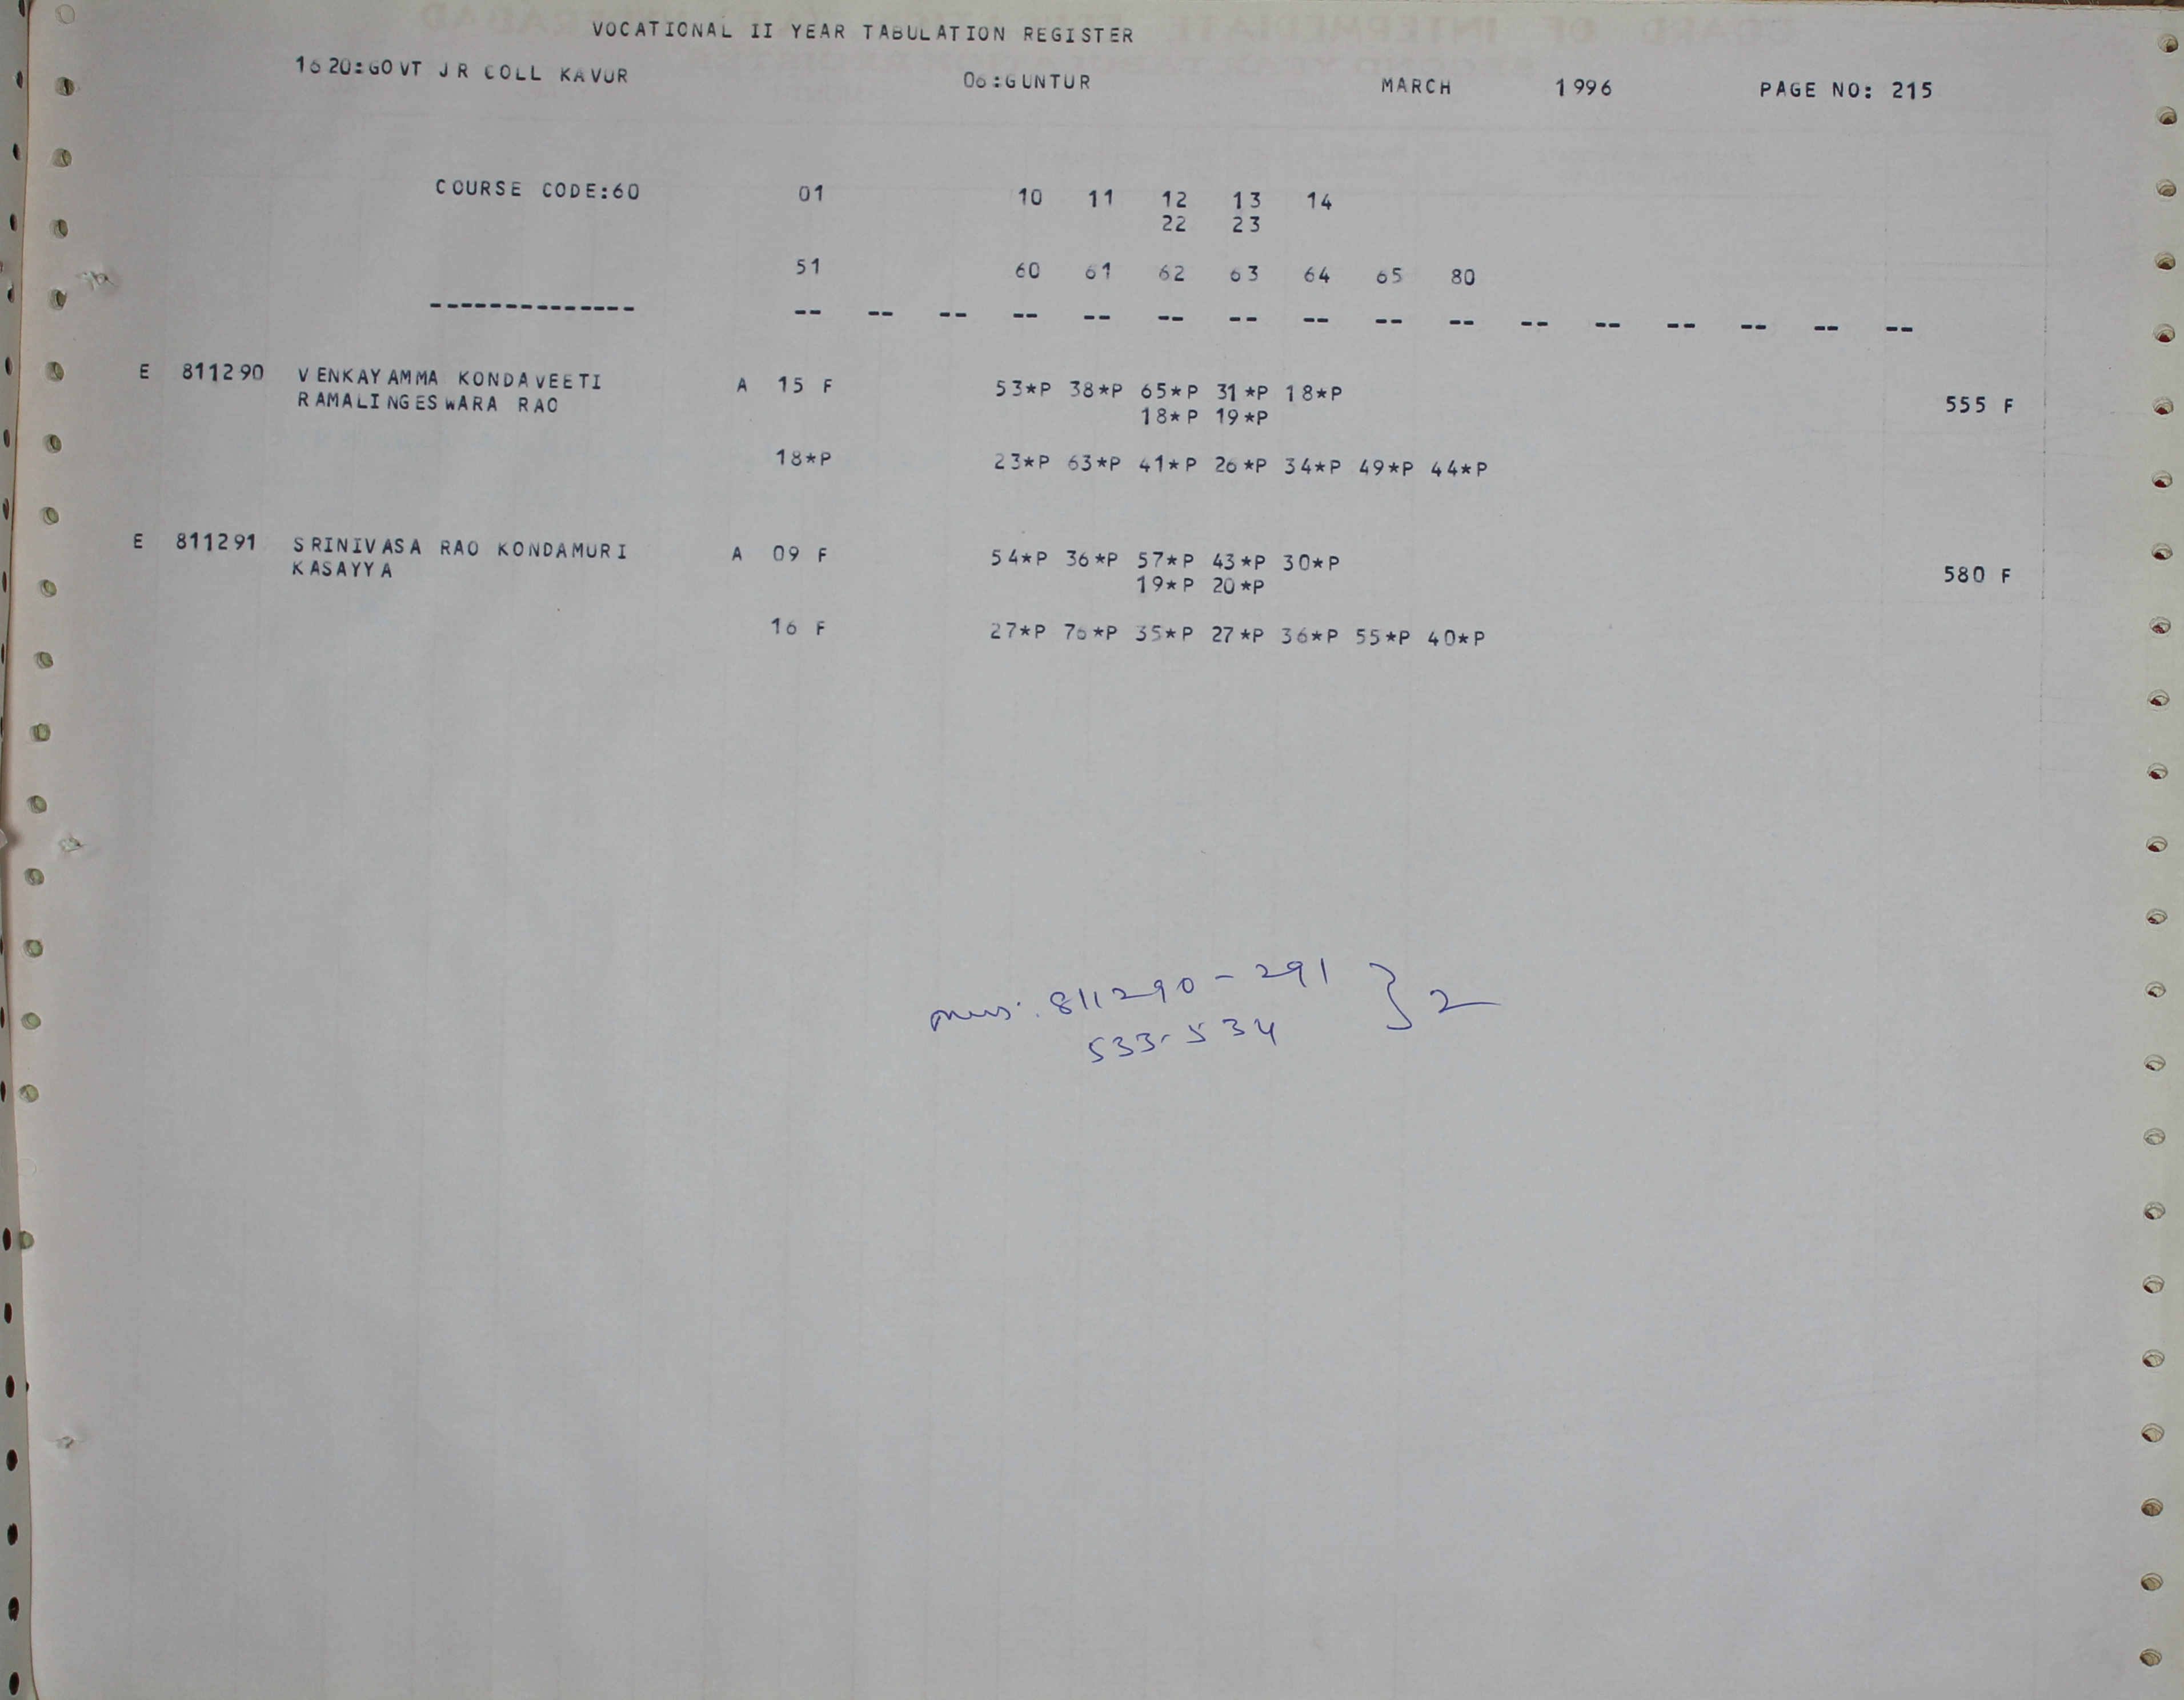 VOCATIONAL II YEAR TABULATION REGISTER
1620:GOVT JR COLL KAVUR 06:GUNTUR MARCH 1996 PAGE NO: 215
COURSE CODE:60 01 10 11 12 13 14
22 23
51 60 61 62 63 64 65 80
-------------- -- -- -- -- -- -- -- -- -- -- -- -- -- -- -- --
E 811290 VENKAYAMMA KONDAVEETI A 15 F 53*P 38*P 65*P 31*P 18*P
RAMALINGESWARA RAO 18*P 19*P 555 F
18*P 23*P 63*P 41*P 26*P 34*P 49*P 44*P
E 811291 SRINIVASA RAO KONDAMURI A 09 F 54*P 36*P 57*P 43*P 30*P
KASAYYA 19*P 20*P 580 F
16 F 27*P 76*P 35*P 27*P 36*P 55*P 40*P
811290-291 } 2
533-534